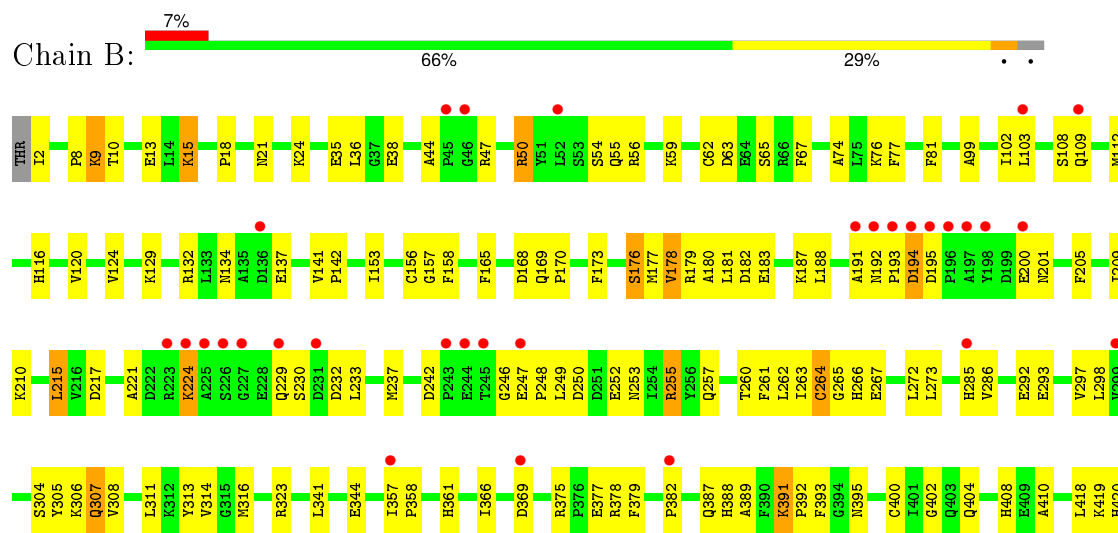 7%
Chain B:
66% 29% • •
THR I2 P8 K9 T10 E13 L14 K15 P18 N21 K24 E35 L36 G37 E38 A44 P45 G46 R47 R50 Y51 L52 S53 S54 Q55 R56 K59 C62 D63 E64 S65 R66 F67 A74 L75 K76 F77 F81 A99 I102 L103 S108 Q109 M112
H116 V120 V124 K129 R132 L133 N134 A135 D136 E137 V141 P142 I153 C156 G157 F158 F165 D168 Q169 P170 F173 S176 M177 V178 R179 A180 L181 D182 E183 K187 L188 A191 N192 P193 D194 D195 P196 A197 Y198 D199 E200 N201 F205
K210 L215 V216 D217 A221 D222 R223 K224 A225 S226 G227 E228 Q229 S230 D231 D232 L233 M237 D242 P243 E244 T245 G246 E247 P248 L249 D250 D251 E252 N253 I254 R255 Y256 Q257 T260 F261 L262 I263 C264 G265 H266 E267 L272 L273 H285 V286 E292 E293 V297 L298
S304 Y305 K306 Q307 V308 L311 K312 Y313 V314 G315 M316 R323 L341 E344 I357 P358 H361 I366 D369 R375 P376 E377 R378 F379 P382 Q387 H388 A389 F390 K391 P392 F393 G394 N395 C400 I401 G402 Q403 Q404 H408 E409 A410 L418 K419